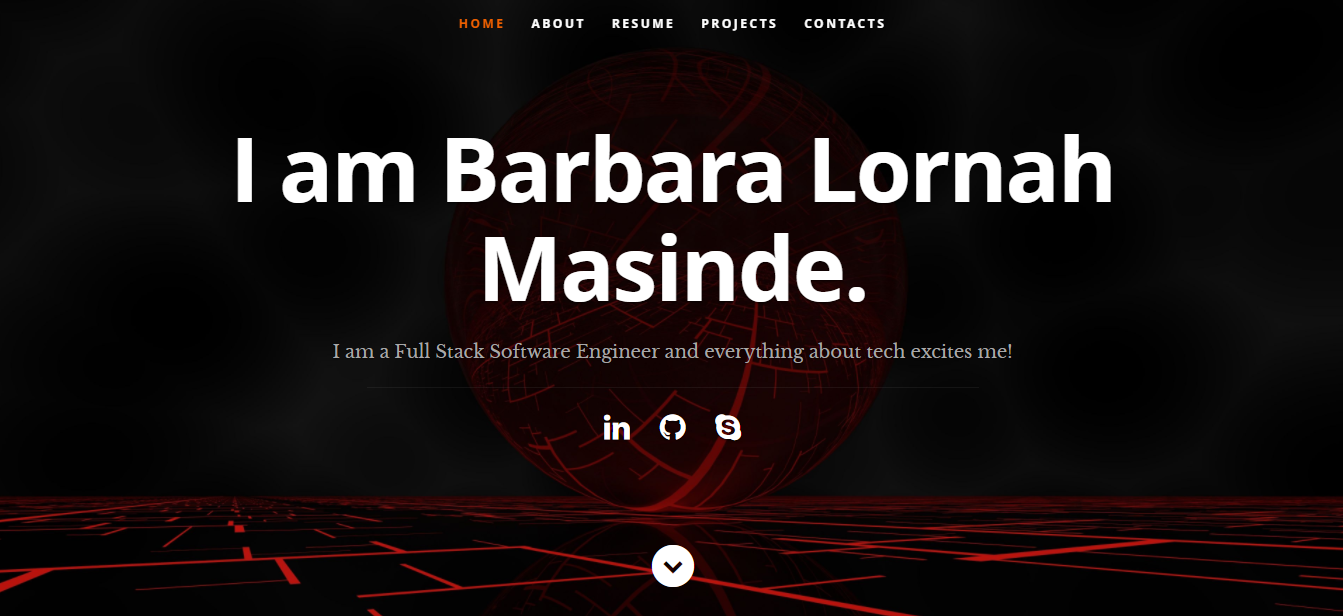 HOME ABOUT RESUME PROJECTS CONTACTS
I am Barbara Lornah
Masinde.
I am a Full Stack Software Engineer and everything about tech excites me!
in
S